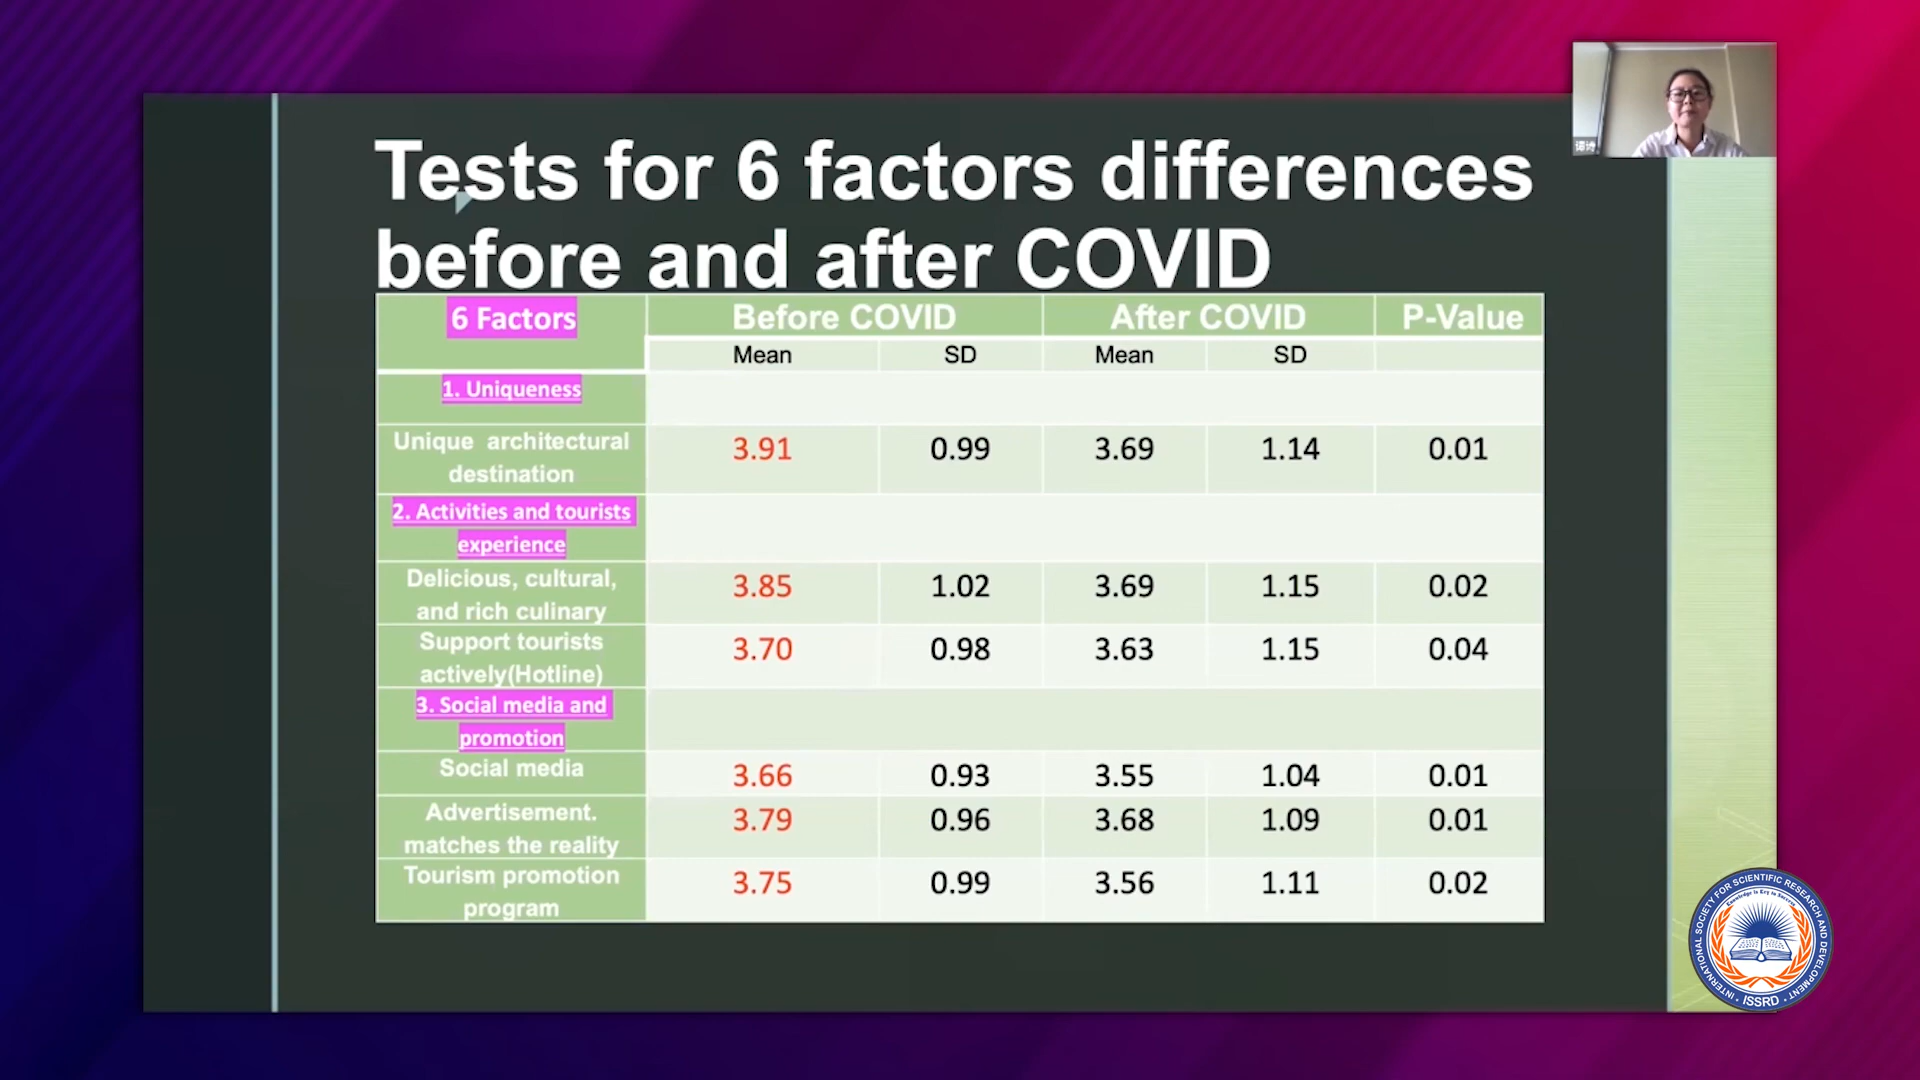 Tests for 6 factors differences
before and after COVID
6 Factors Before COVID After COVID P-Value
Mean SD Mean SD
1. Uniqueness
Unique architectural
destination
3.91 0.99 3.69 1.14 0.01
2. Activities and tourists
experience
Delicious, cultural,
and rich culinary
3.85 1.02 3.69 1.15 0.02
Support tourists
actively(Hotline)
3.70 0.98 3.63 1.15 0.04
3. Social media and
promotion
Social media
3.66 0.93 3.55 1.04 0.01
Advertisement.
matches the reality
3.79 0.96 3.68 1.09 0.01
Tourism promotion
program
3.75 0.99 3.56 1.11 0.02
INTERNATIONAL SOCIETY FOR SCIENTIFIC RESEARCH AND DEVELOPMENT
Knowledge is Key to Success
ISSRD